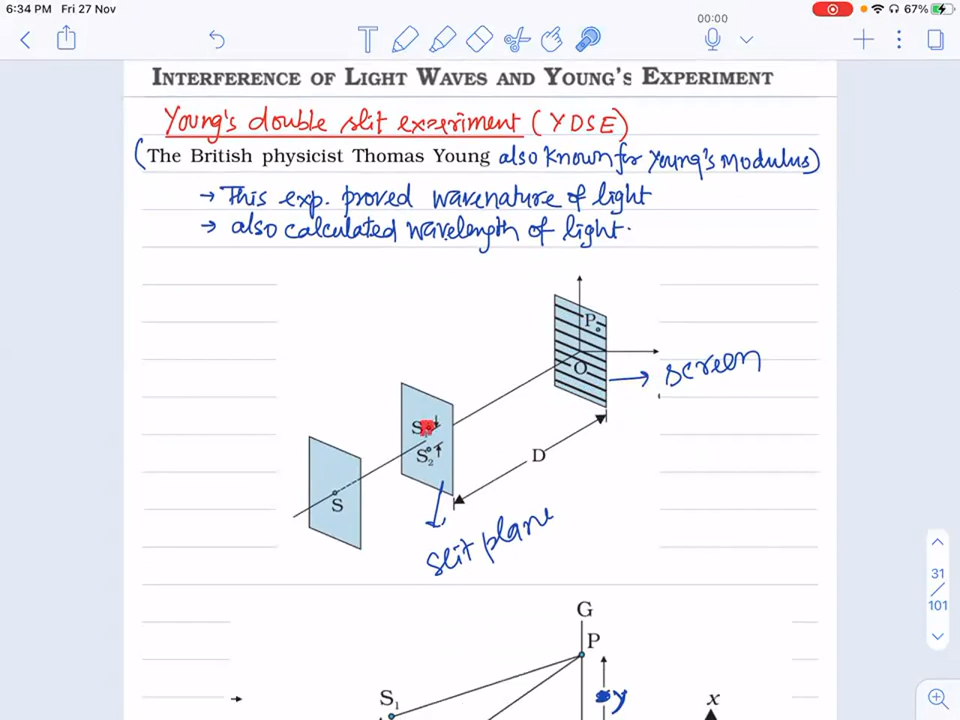 6:34 PM Fri 27 Nov
67%
00:00
T
INTERFERENCE OF LIGHT WAVES AND YOUNG'S EXPERIMENT
Young's double slit experiment (YDSE)
(The British physicist Thomas Young also known for Young's Modulus)
→ This exp. proved wave nature of light
→ also calculated wavelength of light.
P
O
→ screen
S₁
S₂
D
S
slit plane
31
/
101
G
P
S₁
y
x